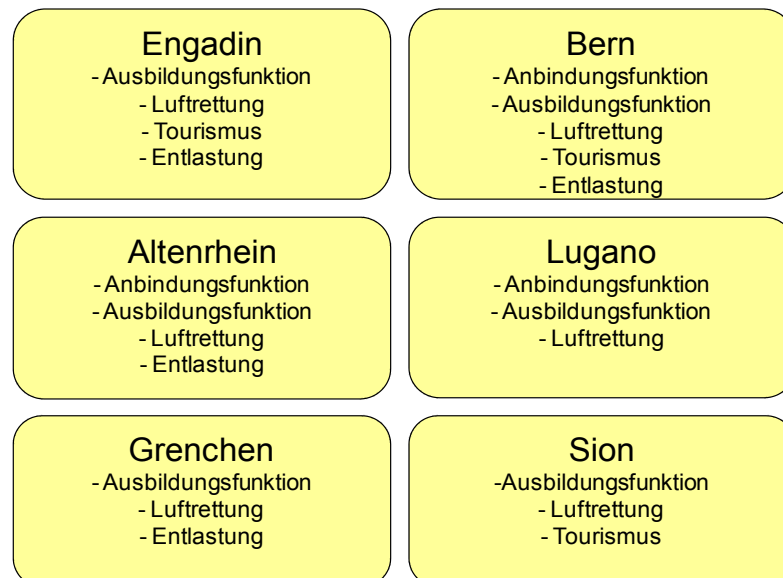 Engadin
- Ausbildungsfunktion
- Luftrettung
- Tourismus
- Entlastung
Bern
- Anbindungsfunktion
- Ausbildungsfunktion
- Luftrettung
- Tourismus
- Entlastung
Altenrhein
- Anbindungsfunktion
- Ausbildungsfunktion
- Luftrettung
- Entlastung
Lugano
- Anbindungsfunktion
- Ausbildungsfunktion
- Luftrettung
Grenchen
- Ausbildungsfunktion
- Luftrettung
- Entlastung
Sion
-Ausbildungsfunktion
- Luftrettung
- Tourismus